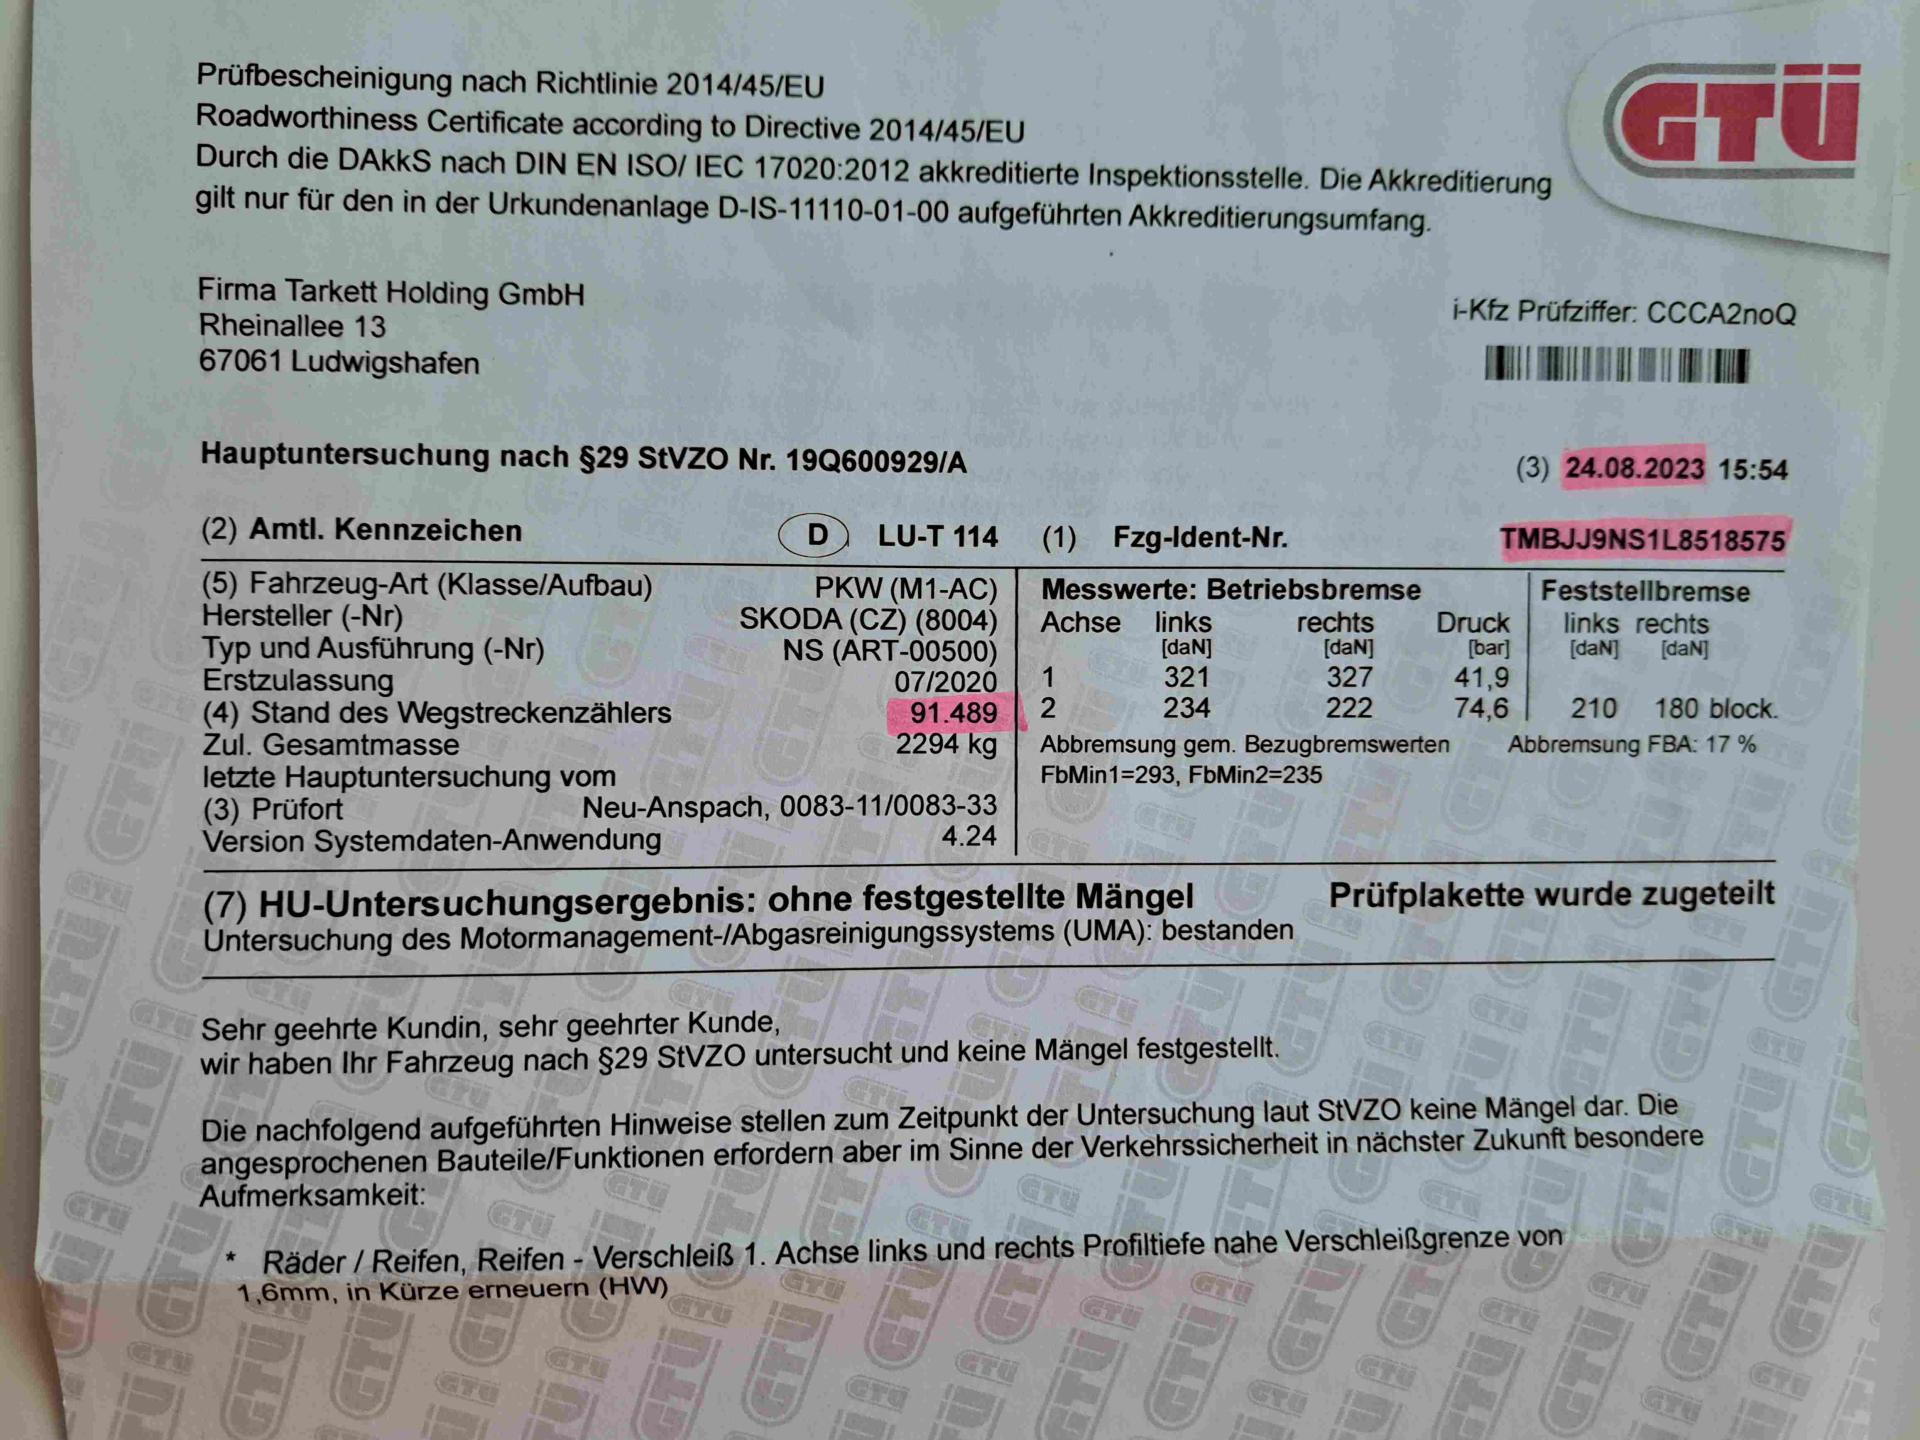 Prüfbescheinigung nach Richtlinie 2014/45/EU
Roadworthiness Certificate according to Directive 2014/45/EU
Durch die DAkkS nach DIN EN ISO/ IEC 17020:2012 akkreditierte Inspektionsstelle. Die Akkreditierung
gilt nur für den in der Urkundenanlage D-IS-11110-01-00 aufgeführten Akkreditierungsumfang.
GTÜ
Firma Tarkett Holding GmbH
Rheinallee 13
67061 Ludwigshafen
i-Kfz Prüfziffer: CCCA2noQ
Hauptuntersuchung nach §29 StVZO Nr. 19Q600929/A (3) 24.08.2023 15:54
(2) Amtl. Kennzeichen D LU-T 114 (1) Fzg-Ident-Nr. TMBJJ9NS1L8518575
(5) Fahrzeug-Art (Klasse/Aufbau) PKW (M1-AC)
Hersteller (-Nr) SKODA (CZ) (8004)
Typ und Ausführung (-Nr) NS (ART-00500)
Erstzulassung 07/2020
(4) Stand des Wegstreckenzählers 91.489
Zul. Gesamtmasse 2294 kg
letzte Hauptuntersuchung vom
(3) Prüfort Neu-Anspach, 0083-11/0083-33
Version Systemdaten-Anwendung 4.24
Messwerte: Betriebsbremse Feststellbremse
Achse links rechts Druck links rechts
[daN] [daN] [bar] [daN] [daN]
1 321 327 41,9
2 234 222 74,6 210 180 block.
Abbremsung gem. Bezugbremswerten Abbremsung FBA: 17 %
FbMin1=293, FbMin2=235
(7) HU-Untersuchungsergebnis: ohne festgestellte Mängel Prüfplakette wurde zugeteilt
Untersuchung des Motormanagement-/Abgasreinigungssystems (UMA): bestanden
Sehr geehrte Kundin, sehr geehrter Kunde,
wir haben Ihr Fahrzeug nach §29 StVZO untersucht und keine Mängel festgestellt.
Die nachfolgend aufgeführten Hinweise stellen zum Zeitpunkt der Untersuchung laut StVZO keine Mängel dar. Die
angesprochenen Bauteile/Funktionen erfordern aber im Sinne der Verkehrssicherheit in nächster Zukunft besondere
Aufmerksamkeit:
* Räder / Reifen, Reifen - Verschleiß 1. Achse links und rechts Profiltiefe nahe Verschleißgrenze von
1,6mm, in Kürze erneuern (HW)